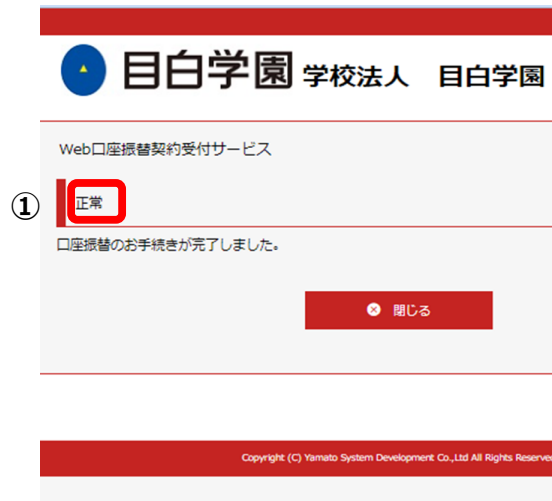 目白学園 学校法人 目白学園
Web口座振替契約受付サービス
① 正常
口座振替のお手続きが完了しました。
閉じる
Copyright (C) Yamato System Development Co.,Ltd All Rights Reserved